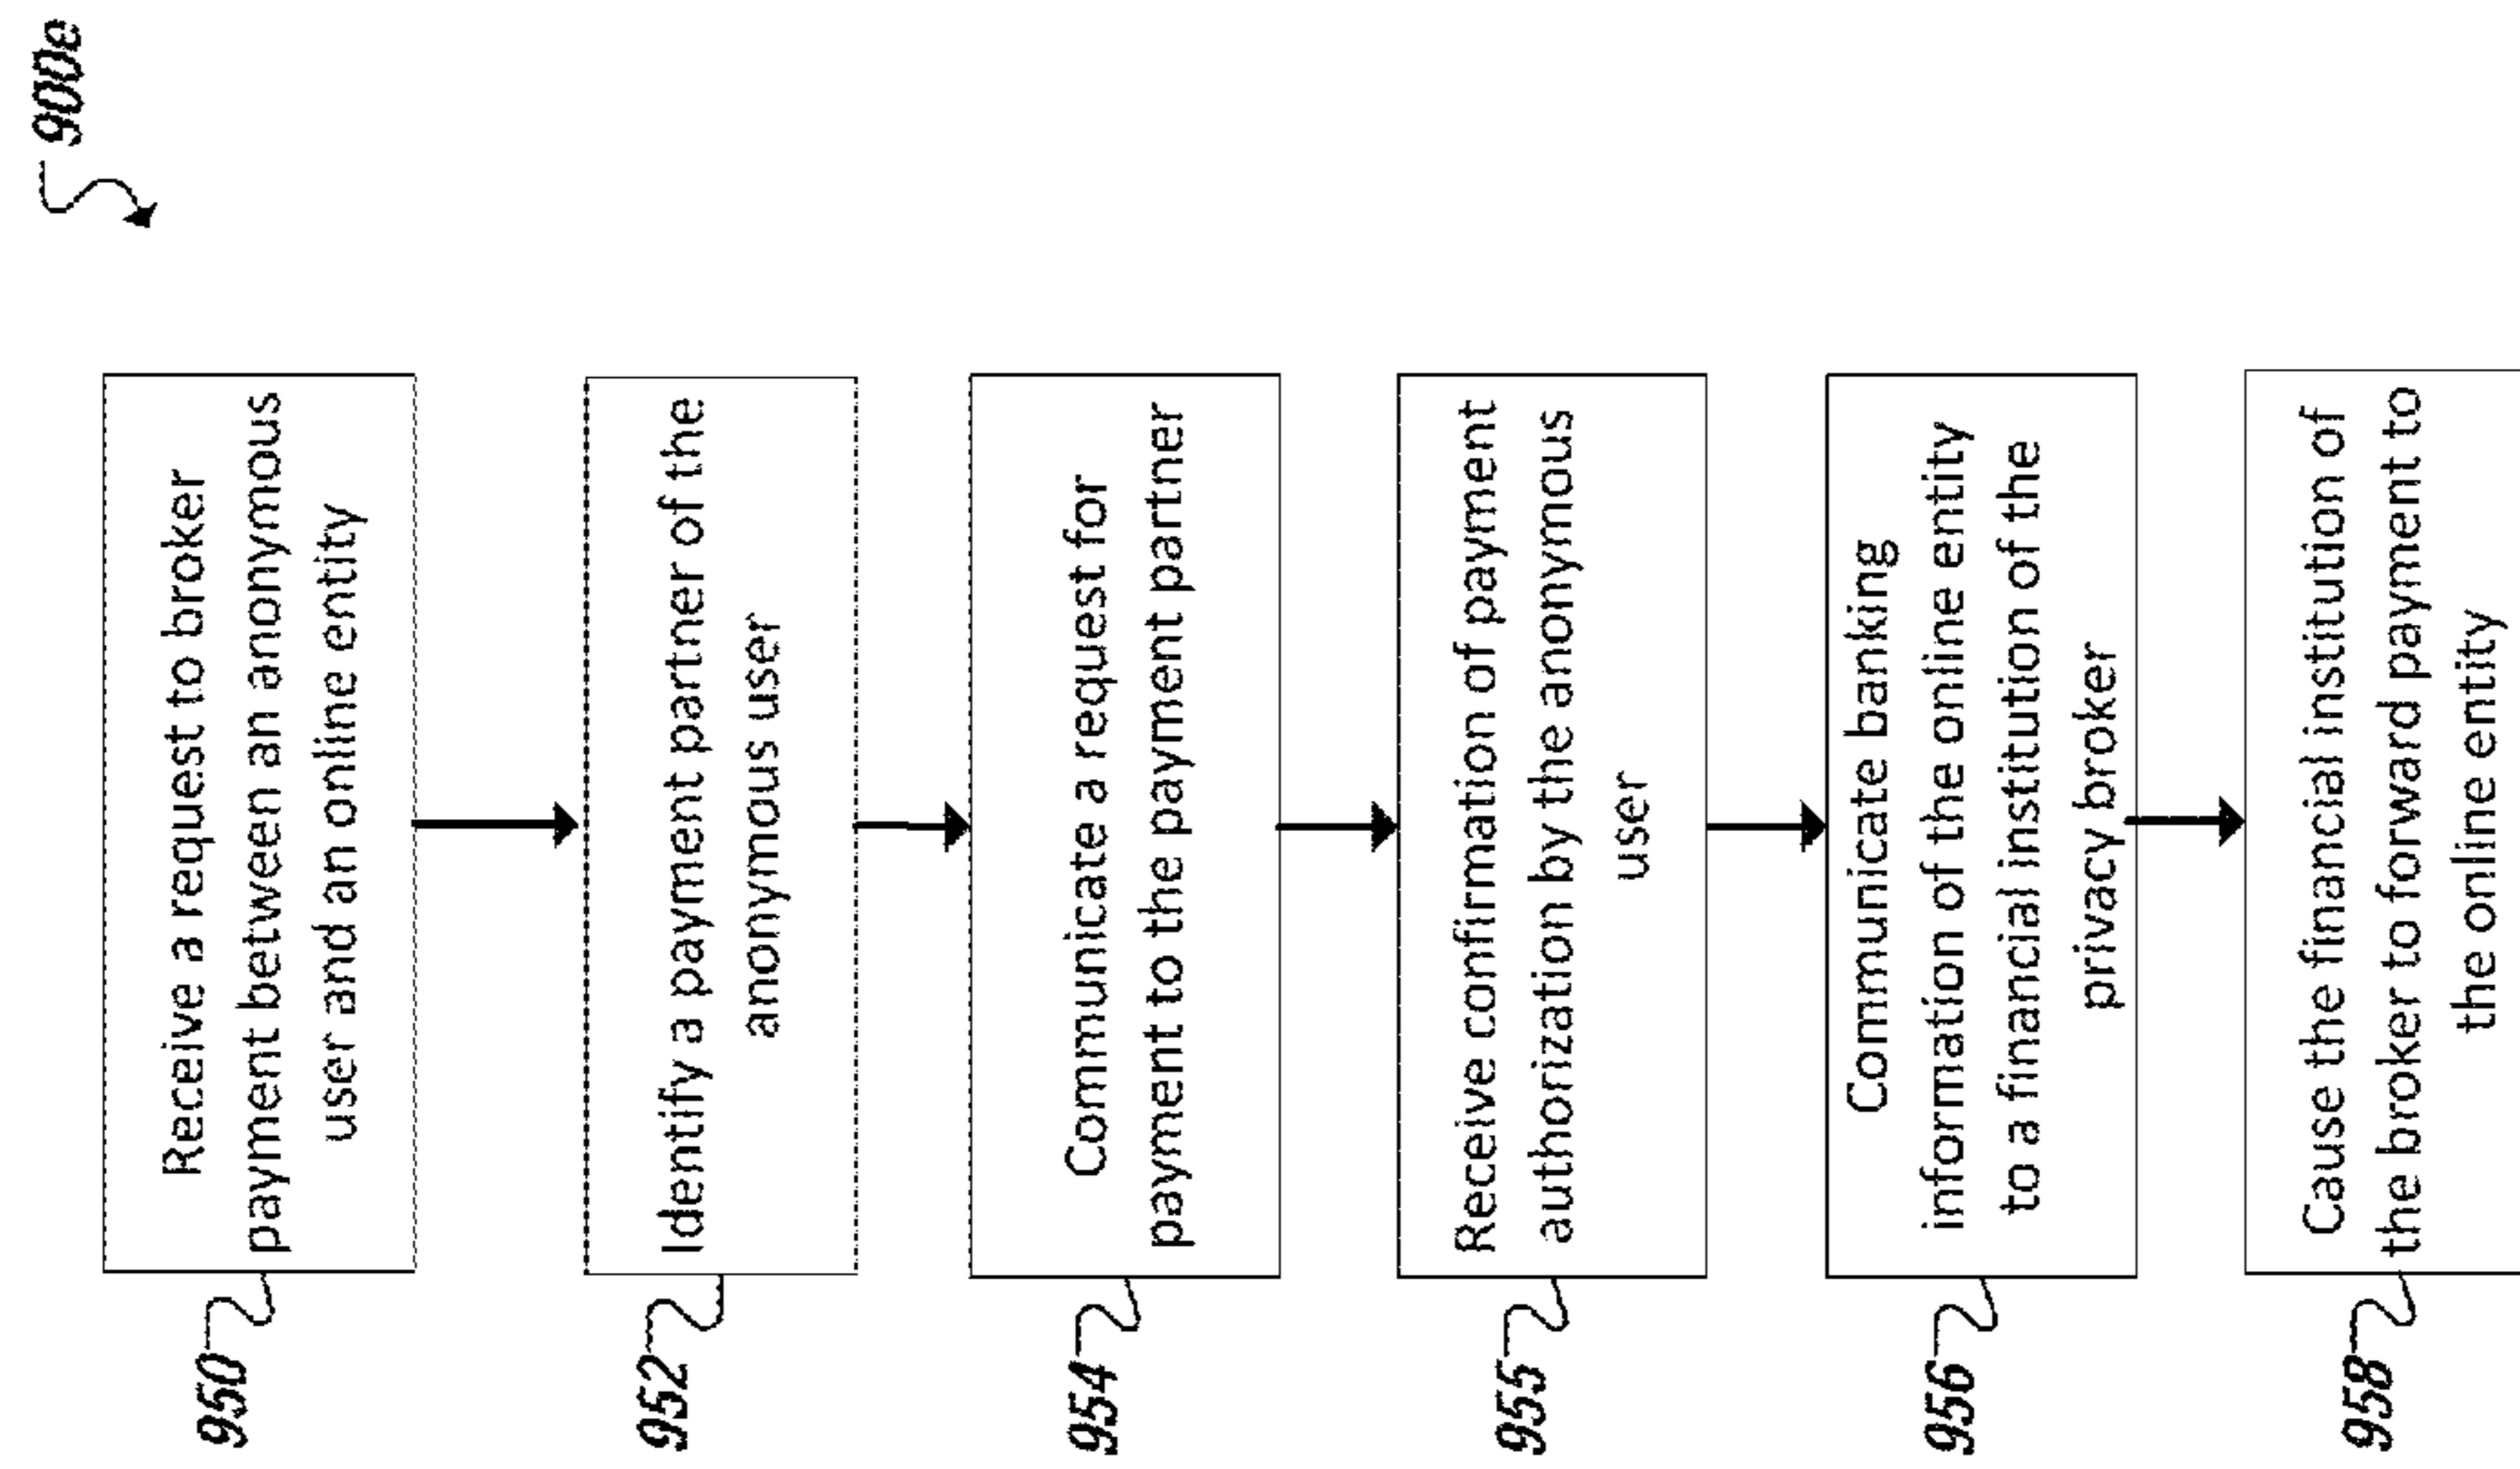 900e
950
Receive a request to broker
payment between an anonymous
user and an online entity
952
Identify a payment partner of the
anonymous user
954
Communicate a request for
payment to the payment partner
955
Receive confirmation of payment
authorization by the anonymous
user
956
Communicate banking
information of the online entity
to a financial institution of the
privacy broker
958
Cause the financial institution of
the broker to forward payment to
the online entity